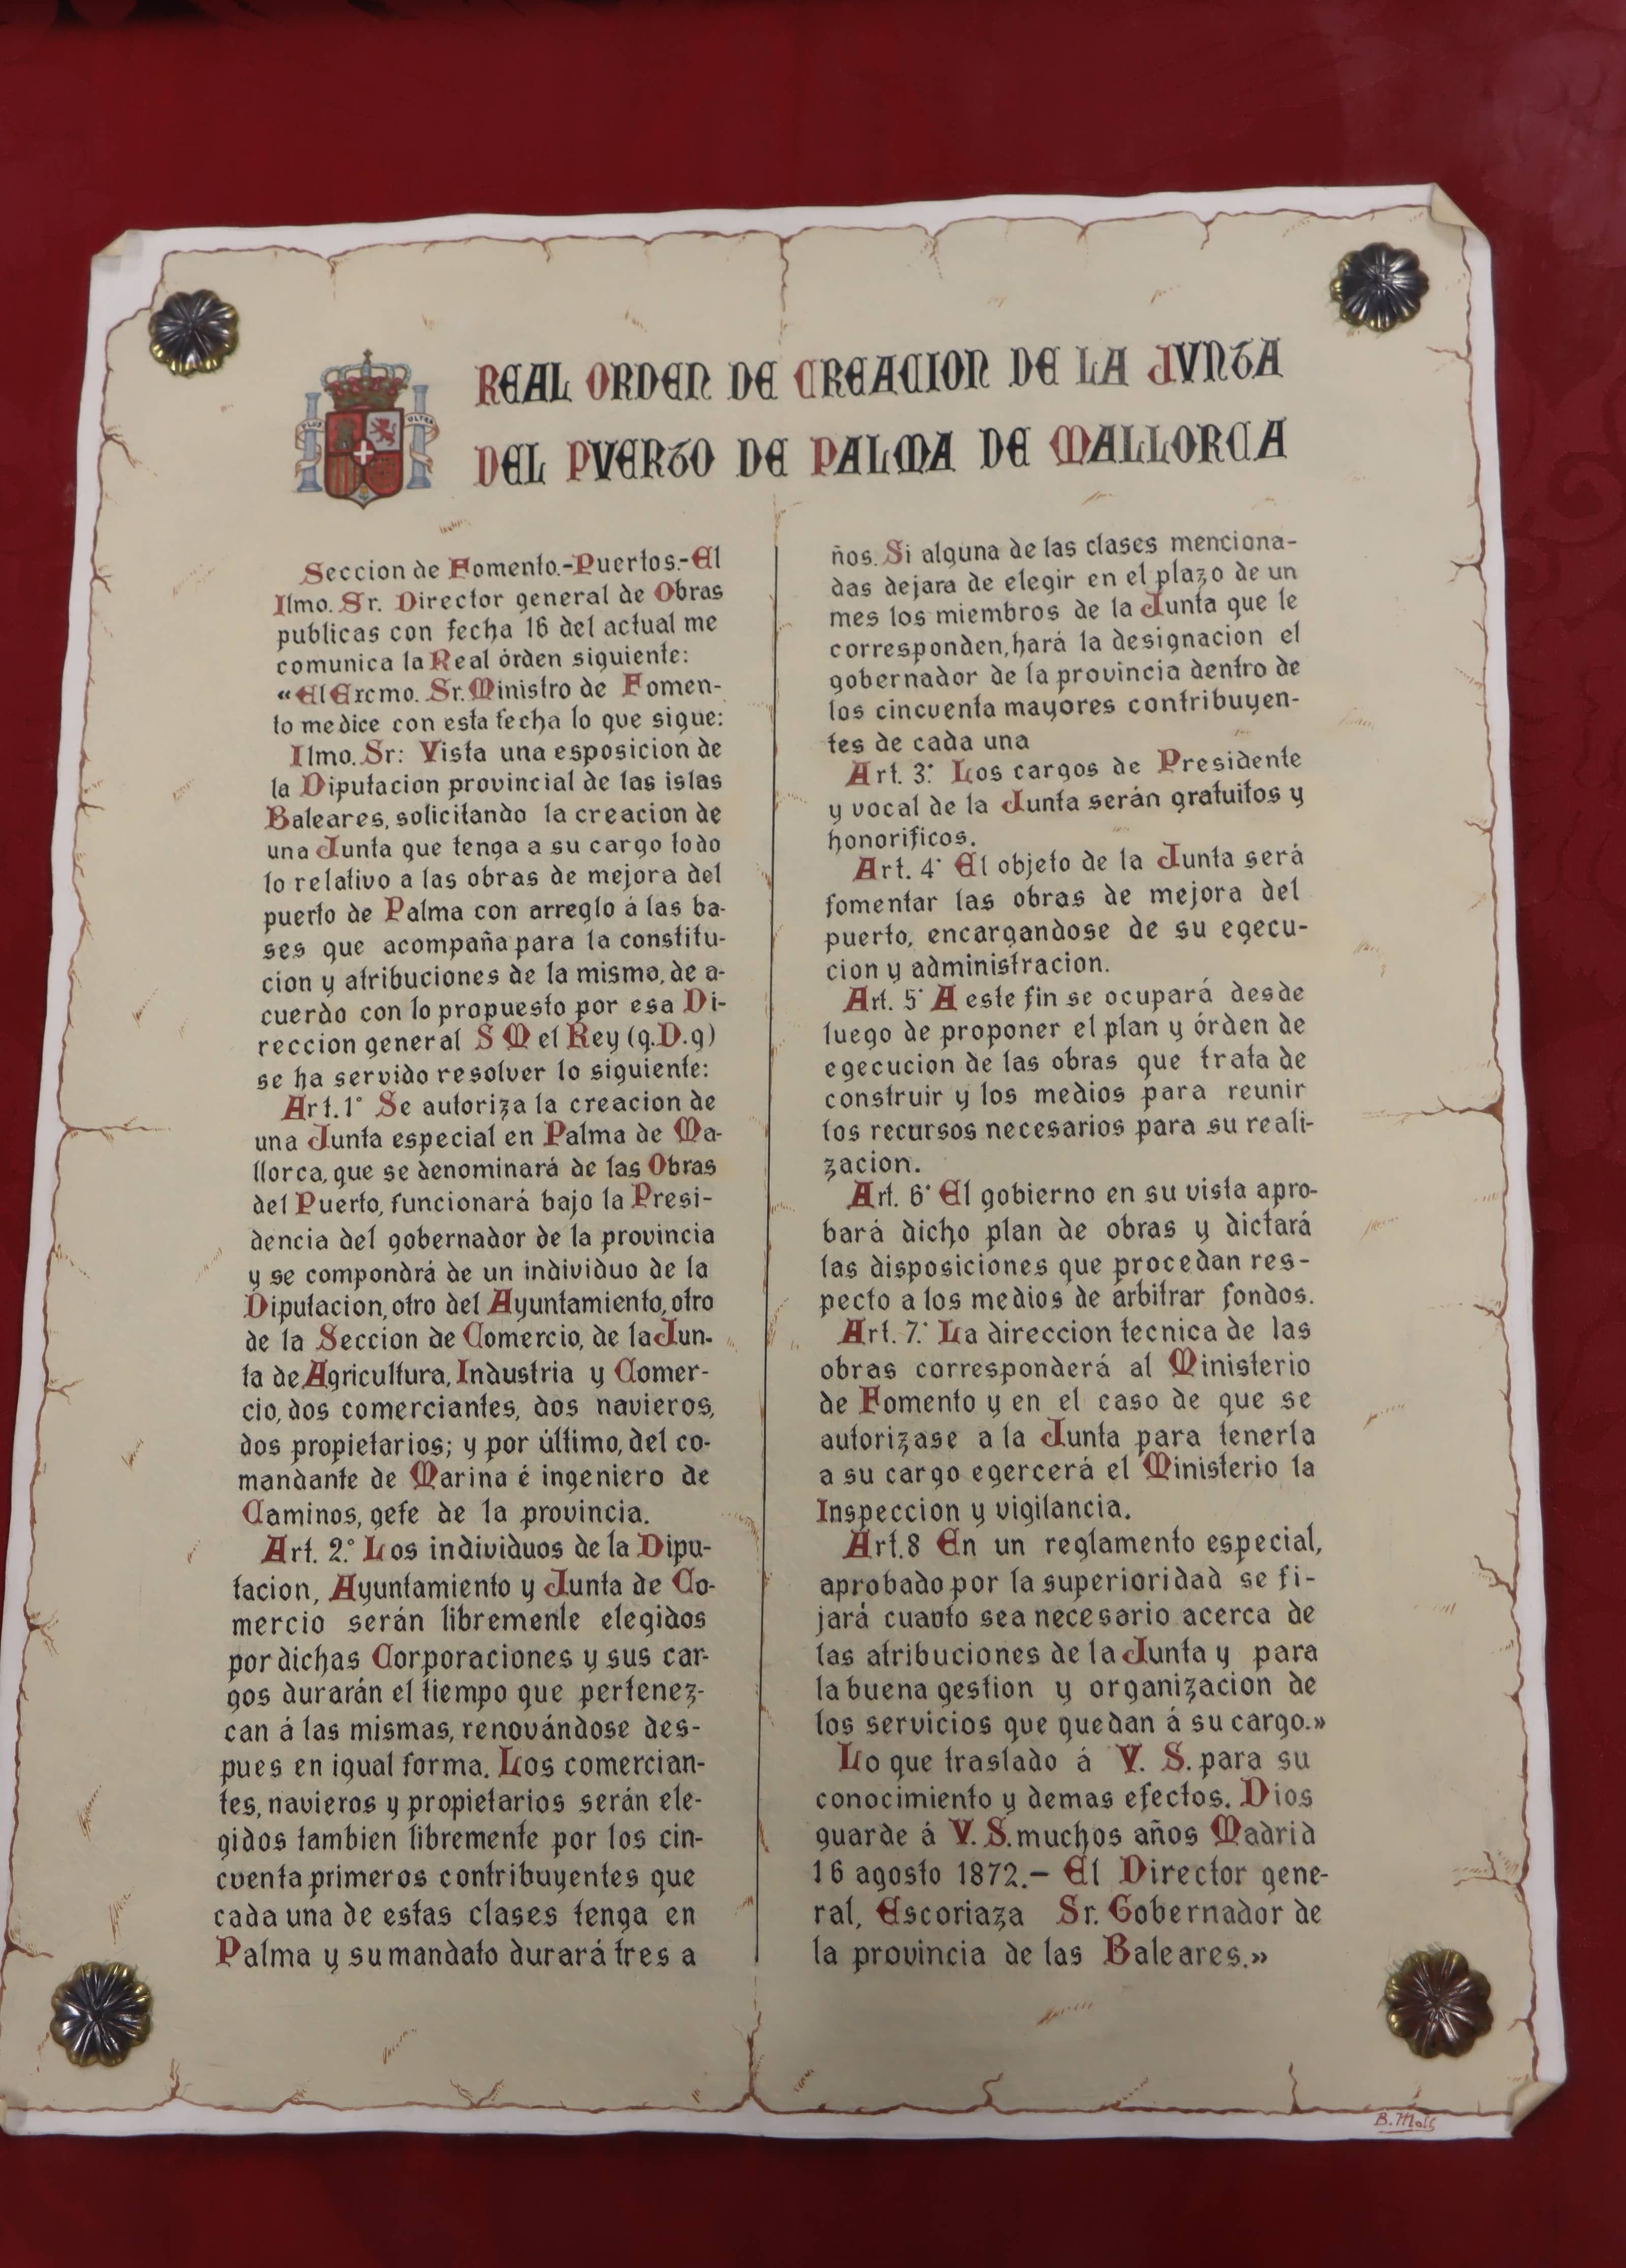 REAL ORDEN DE CREACION DE LA JVNTA
DEL PVERTO DE PALMA DE MALLORCA
PLUS ULTRA
Seccion de Fomento.-Puertos.-El
Ilmo. Sr. Director general de Obras
publicas con fecha 16 del actual me
comunica la Real órden siguiente:
«El Excmo. Sr. Ministro de Fomen-
to me dice con esta fecha lo que sigue:
Ilmo. Sr: Vista una esposicion de
la Diputacion provincial de las islas
Baleares, solicitando la creacion de
una Junta que tenga a su cargo todo
lo relativo a las obras de mejora del
puerto de Palma con arreglo á las ba-
ses que acompaña para la constitu-
cion y atribuciones de la misma, de a-
cuerdo con lo propuesto por esa Di-
reccion general S M el Rey (q.D.g)
se ha servido resolver lo siguiente:
Art. 1° Se autoriza la creacion de
una Junta especial en Palma de Ma-
llorca, que se denominará de las Obras
del Puerto, funcionará bajo la Presi-
dencia del gobernador de la provincia
y se compondrá de un individuo de la
Diputacion, otro del Ayuntamiento, otro
de la Seccion de Comercio, de la Jun-
ta de Agricultura, Industria y Comer-
cio, dos comerciantes, dos navieros,
dos propietarios; y por último, del co-
mandante de Marina é ingeniero de
Caminos, gefe de la provincia.
Art. 2.° Los individuos de la Dipu-
tacion, Ayuntamiento y Junta de Co-
mercio serán libremente elegidos
por dichas Corporaciones y sus car-
gos durarán el tiempo que pertenez-
can á las mismas, renovándose des-
pues en igual forma. Los comercian-
tes, navieros y propietarios serán ele-
gidos tambien libremente por los cin-
cuenta primeros contribuyentes que
cada una de estas clases tenga en
Palma y su mandato durará tres a
ños. Si alguna de las clases menciona-
das dejara de elegir en el plazo de un
mes los miembros de la Junta que le
corresponden, hará la designacion el
gobernador de la provincia dentro de
los cincuenta mayores contribuyen-
tes de cada una
Art. 3.° Los cargos de Presidente
y vocal de la Junta serán gratuitos y
honorificos.
Art. 4° El objeto de la Junta será
fomentar las obras de mejora del
puerto, encargandose de su egecu-
cion y administracion.
Art. 5° A este fin se ocupará desde
luego de proponer el plan y órden de
egecucion de las obras que trata de
construir y los medios para reunir
los recursos necesarios para su reali-
zacion.
Art. 6° El gobierno en su vista apro-
bará dicho plan de obras y dictará
las disposiciones que procedan res-
pecto a los medios de arbitrar fondos.
Art. 7.° La direccion tecnica de las
obras corresponderá al Ministerio
de Fomento y en el caso de que se
autorizase a la Junta para tenerla
a su cargo egercerá el Ministerio la
Inspeccion y vigilancia.
Art. 8 En un reglamento especial,
aprobado por la superioridad se fi-
jará cuanto sea necesario acerca de
las atribuciones de la Junta y para
la buena gestion y organizacion de
los servicios que quedan á su cargo.»
Lo que traslado á V. S. para su
conocimiento y demas efectos. Dios
guarde á V. S. muchos años Madrid
16 agosto 1872.- El Director gene-
ral, Escoriaza Sr. Gobernador de
la provincia de las Baleares.»